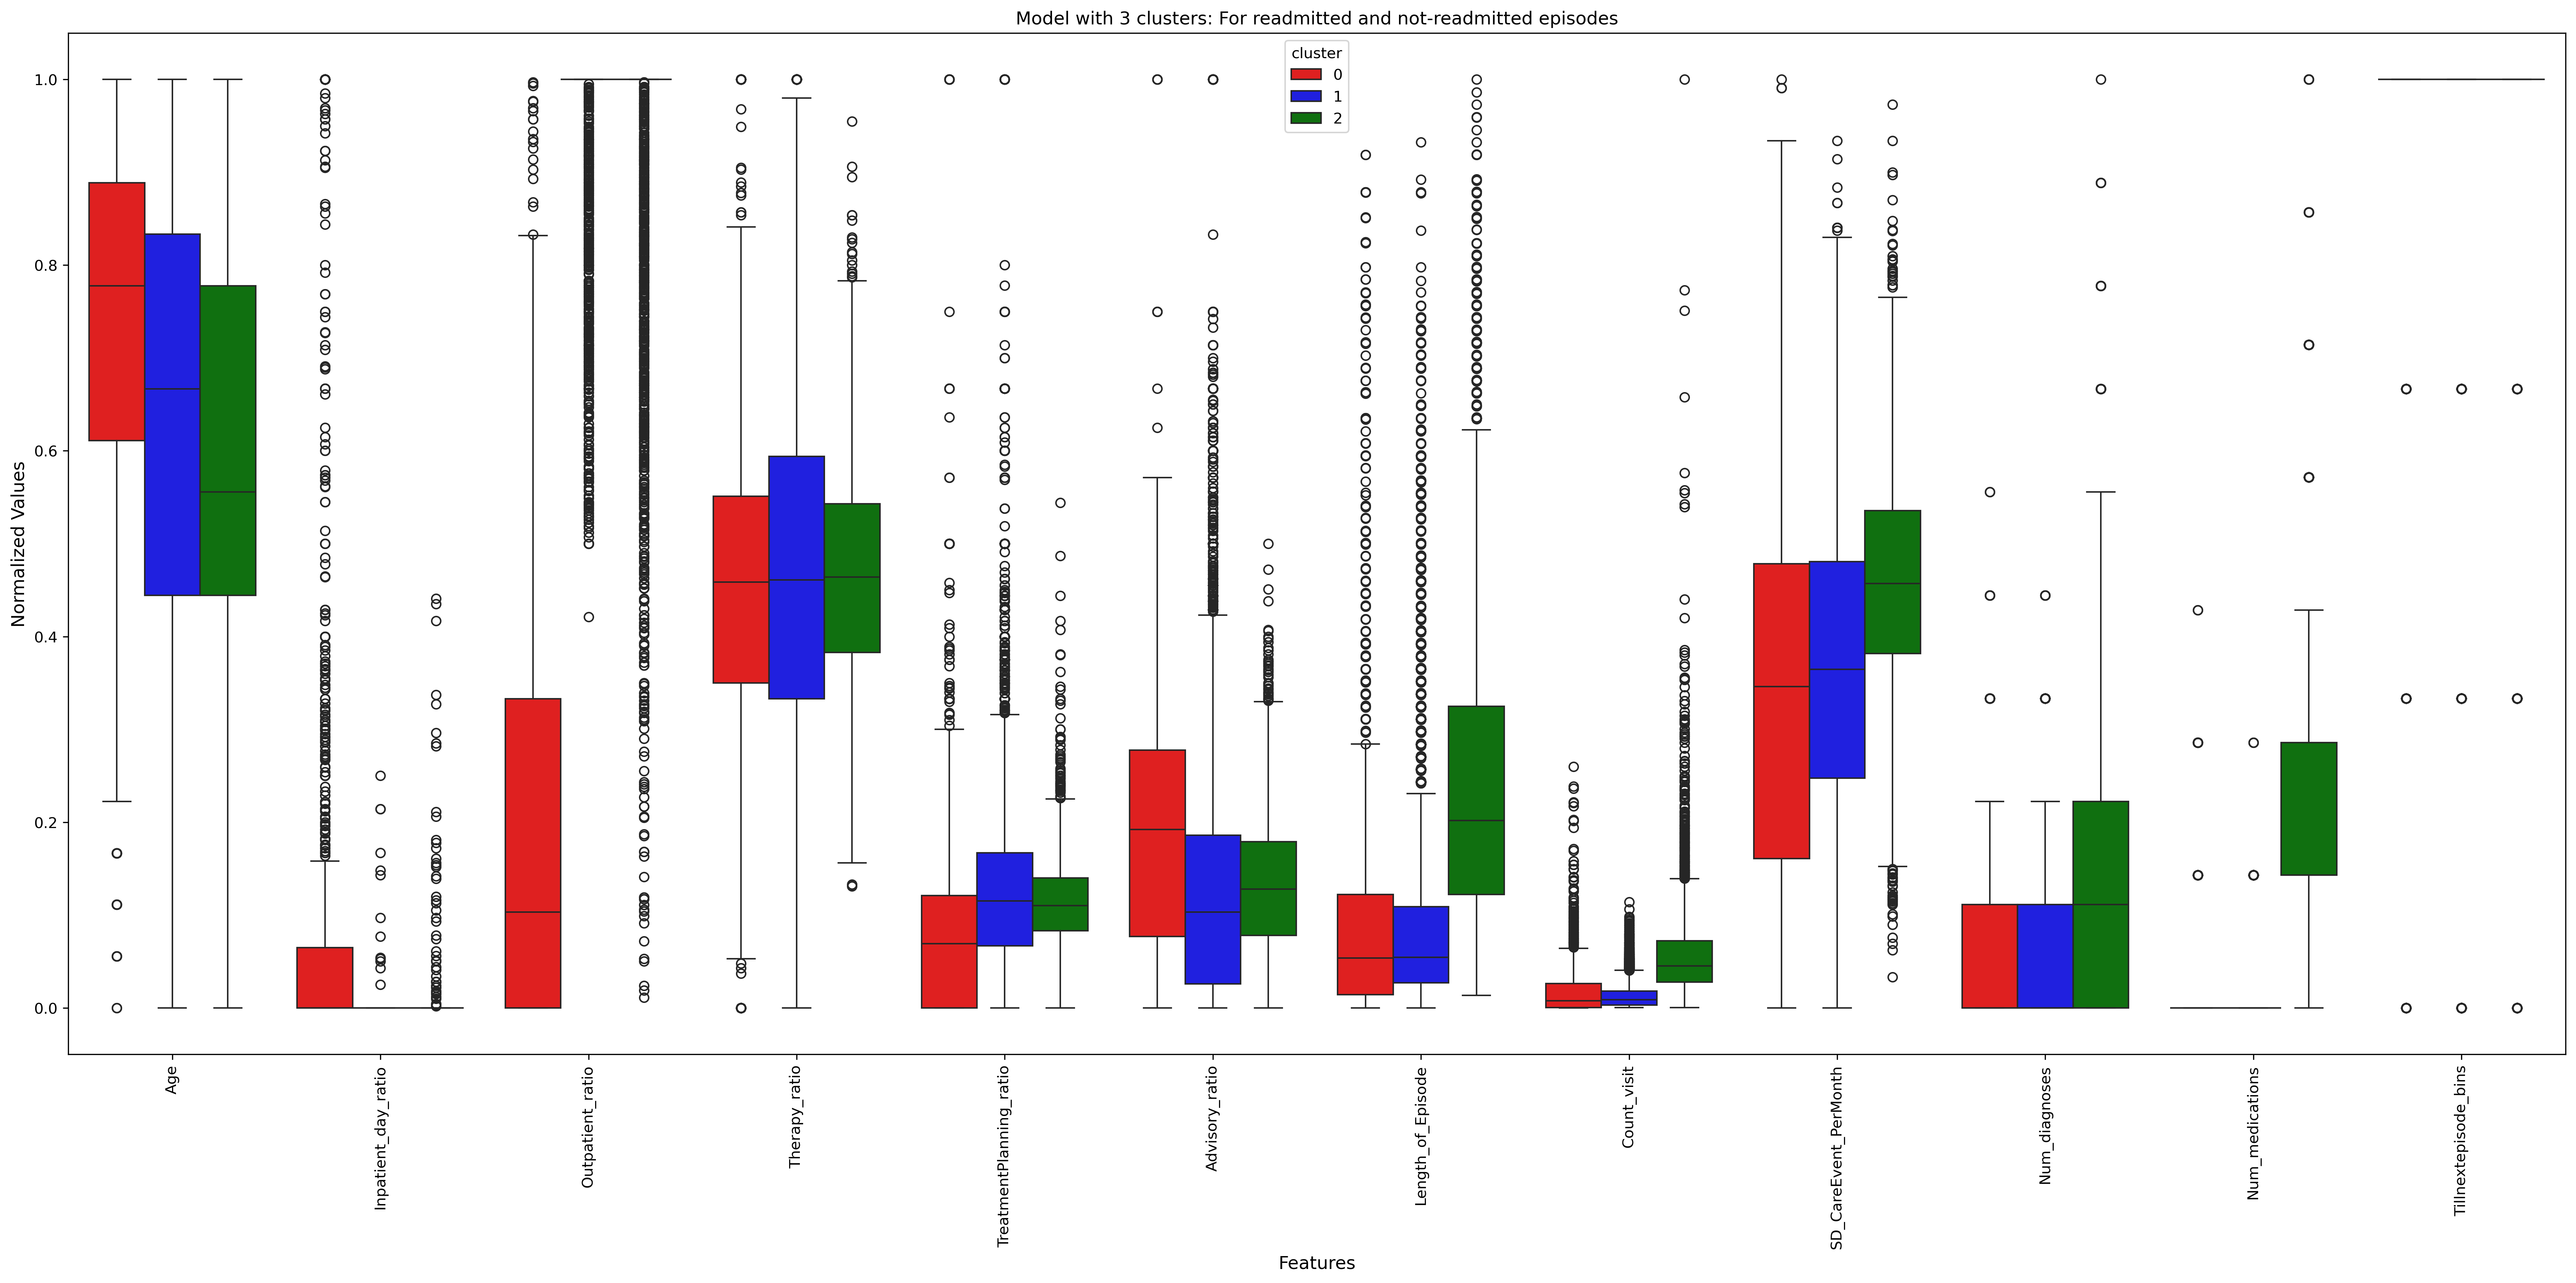 Model with 3 clusters: For readmitted and not-readmitted episodes
cluster
0
1
2
Normalized Values
1.0
0.8
0.6
0.4
0.2
0.0
Age
Inpatient_day_ratio
Outpatient_ratio
Therapy_ratio
TreatmentPlanning_ratio
Advisory_ratio
Length_of_Episode
Count_visit
SD_CareEvent_PerMonth
Num_diagnoses
Num_medications
Tillnextepisode_bins
Features